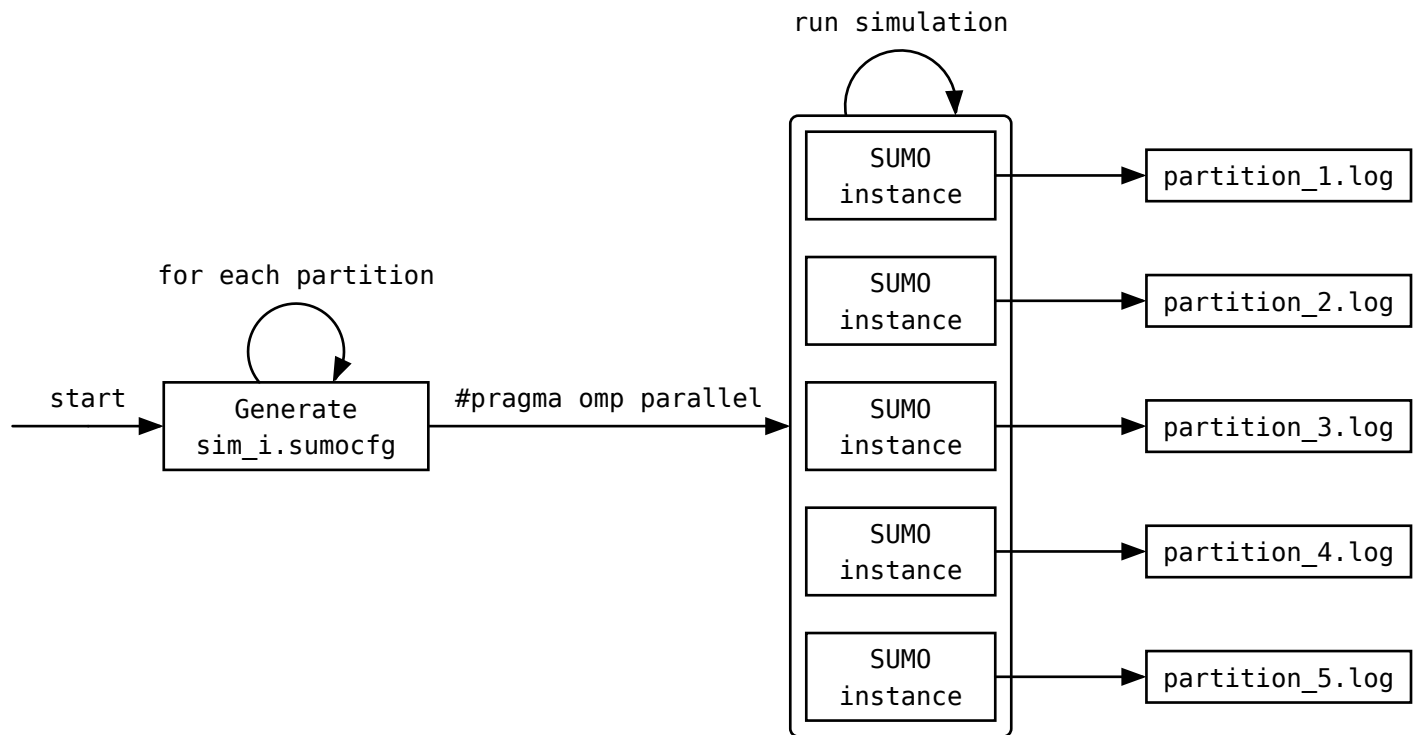 run simulation
SUMO
instance
partition_1.log
for each partition
SUMO
instance
partition_2.log
start
Generate
sim_i.sumocfg
#pragma omp parallel
SUMO
instance
partition_3.log
SUMO
instance
partition_4.log
SUMO
instance
partition_5.log